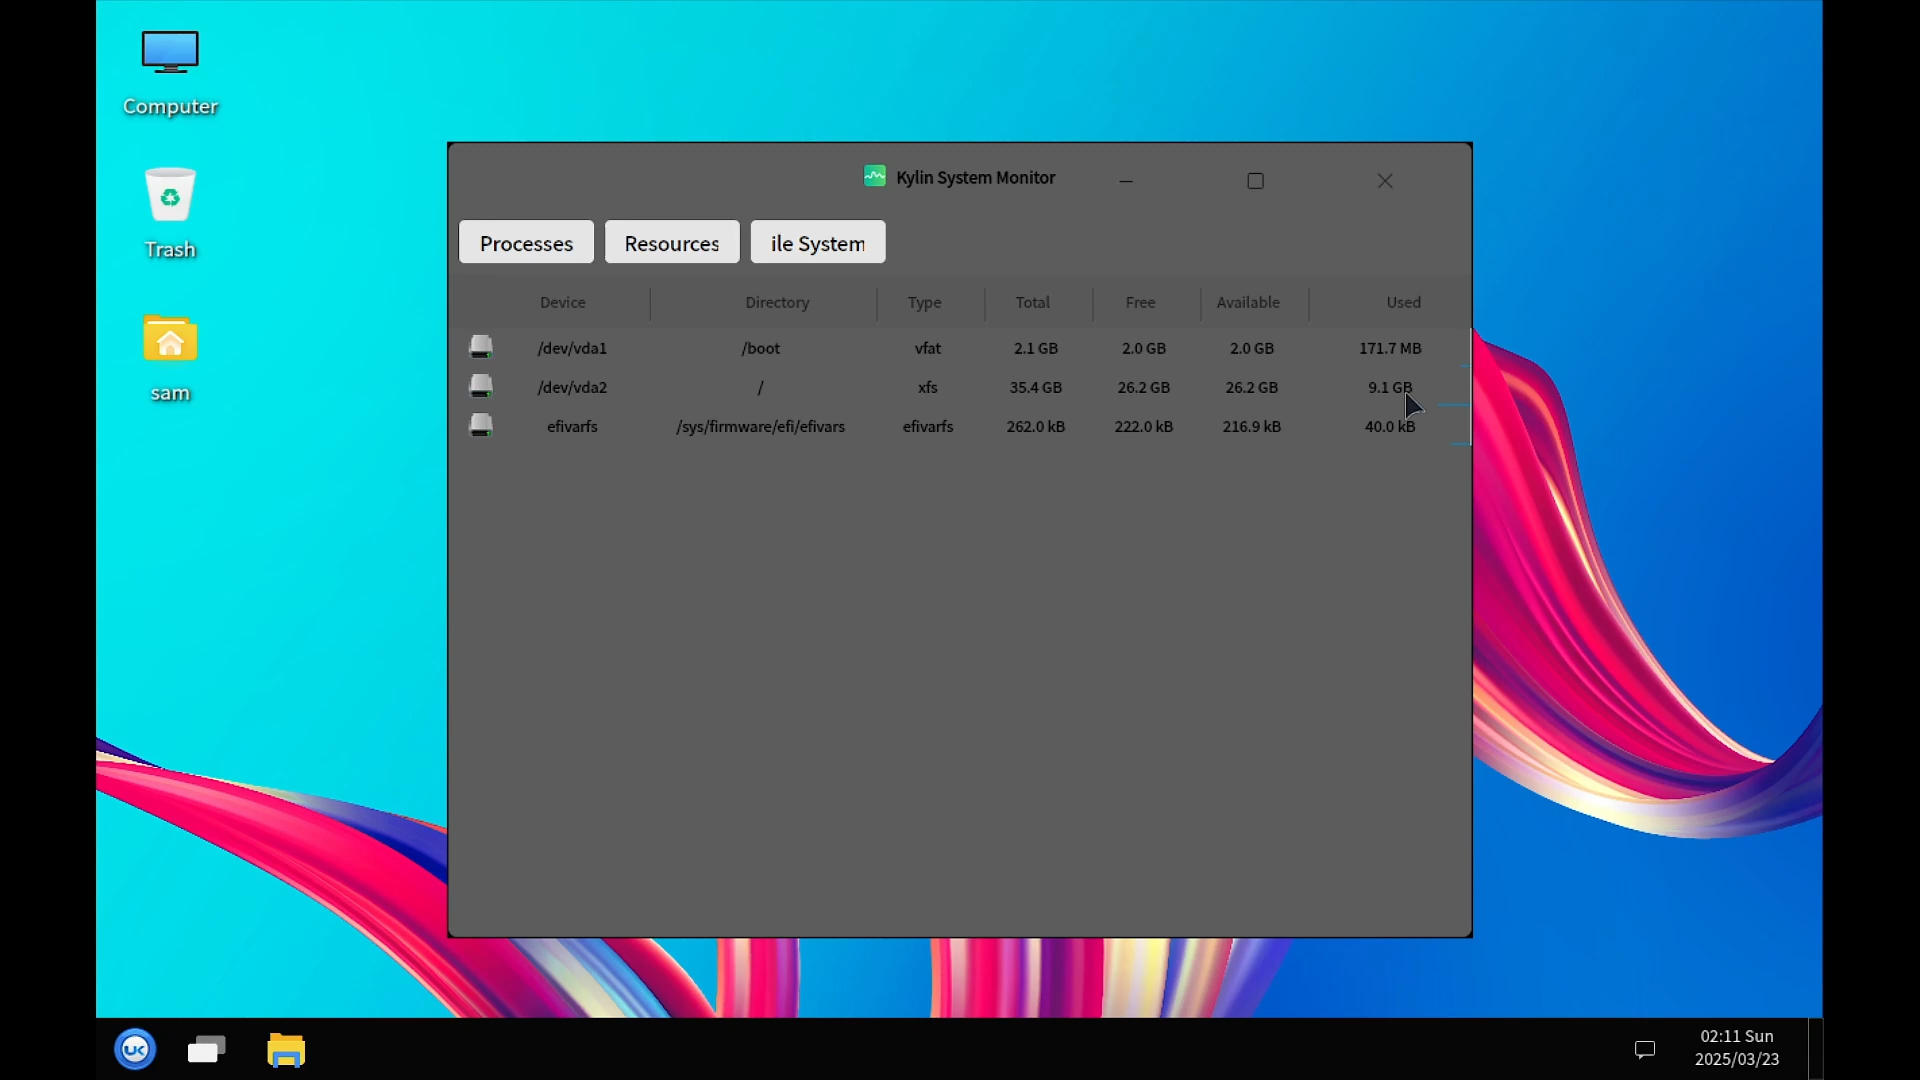 Computer
Trash
sam
Kylin System Monitor
Processes Resources ile System
Device Directory Type Total Free Available Used
/dev/vda1 /boot vfat 2.1 GB 2.0 GB 2.0 GB 171.7 MB
/dev/vda2 / xfs 35.4 GB 26.2 GB 26.2 GB 9.1 GB
efivarfs /sys/firmware/efi/efivars efivarfs 262.0 kB 222.0 kB 216.9 kB 40.0 kB
UK
02:11 Sun
2025/03/23